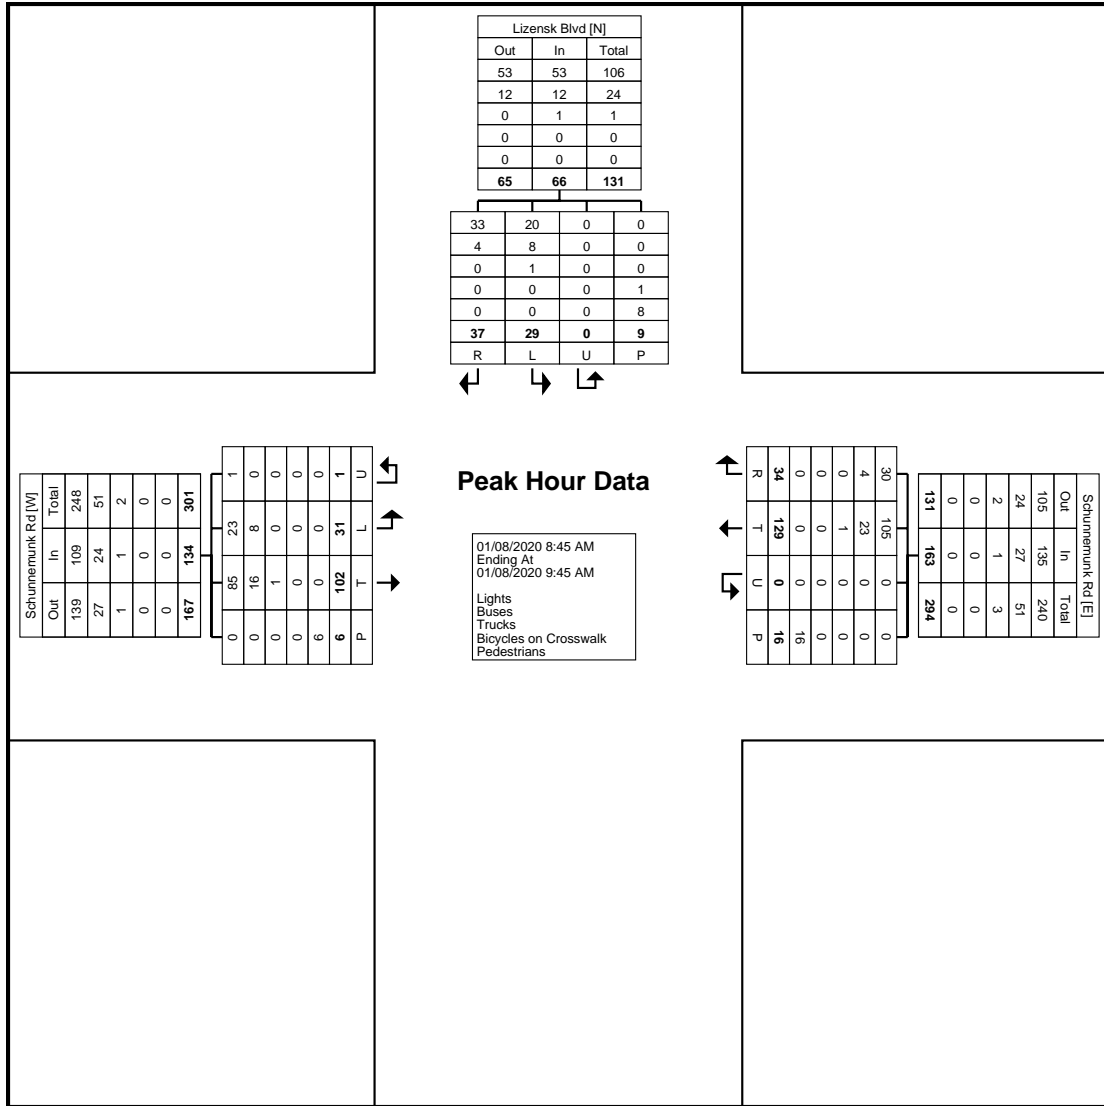 Lizensk Blvd [N]
Out In Total
53 53 106
12 12 24
0 1 1
0 0 0
0 0 0
65 66 131
33 20 0 0
4 8 0 0
0 1 0 0
0 0 0 1
0 0 0 8
37 29 0 9
R L U P
Schunnemunk Rd [W]
Total In Out
248 109 139
51 24 27
2 1 1
0 0 0
0 0 0
301 134 167
1 23 85 0
0 8 16 0
0 0 1 0
0 0 0 0
0 0 0 6
1 31 102 6
U L T P
Peak Hour Data
01/08/2020 8:45 AM
Ending At
01/08/2020 9:45 AM
Lights
Buses
Trucks
Bicycles on Crosswalk
Pedestrians
R T U P
34 129 0 16
0 0 0 16
0 0 0 0
0 1 0 0
4 23 0 0
30 105 0 0
Schunnemunk Rd [E]
Out In Total
105 135 240
24 27 51
2 1 3
0 0 0
0 0 0
131 163 294